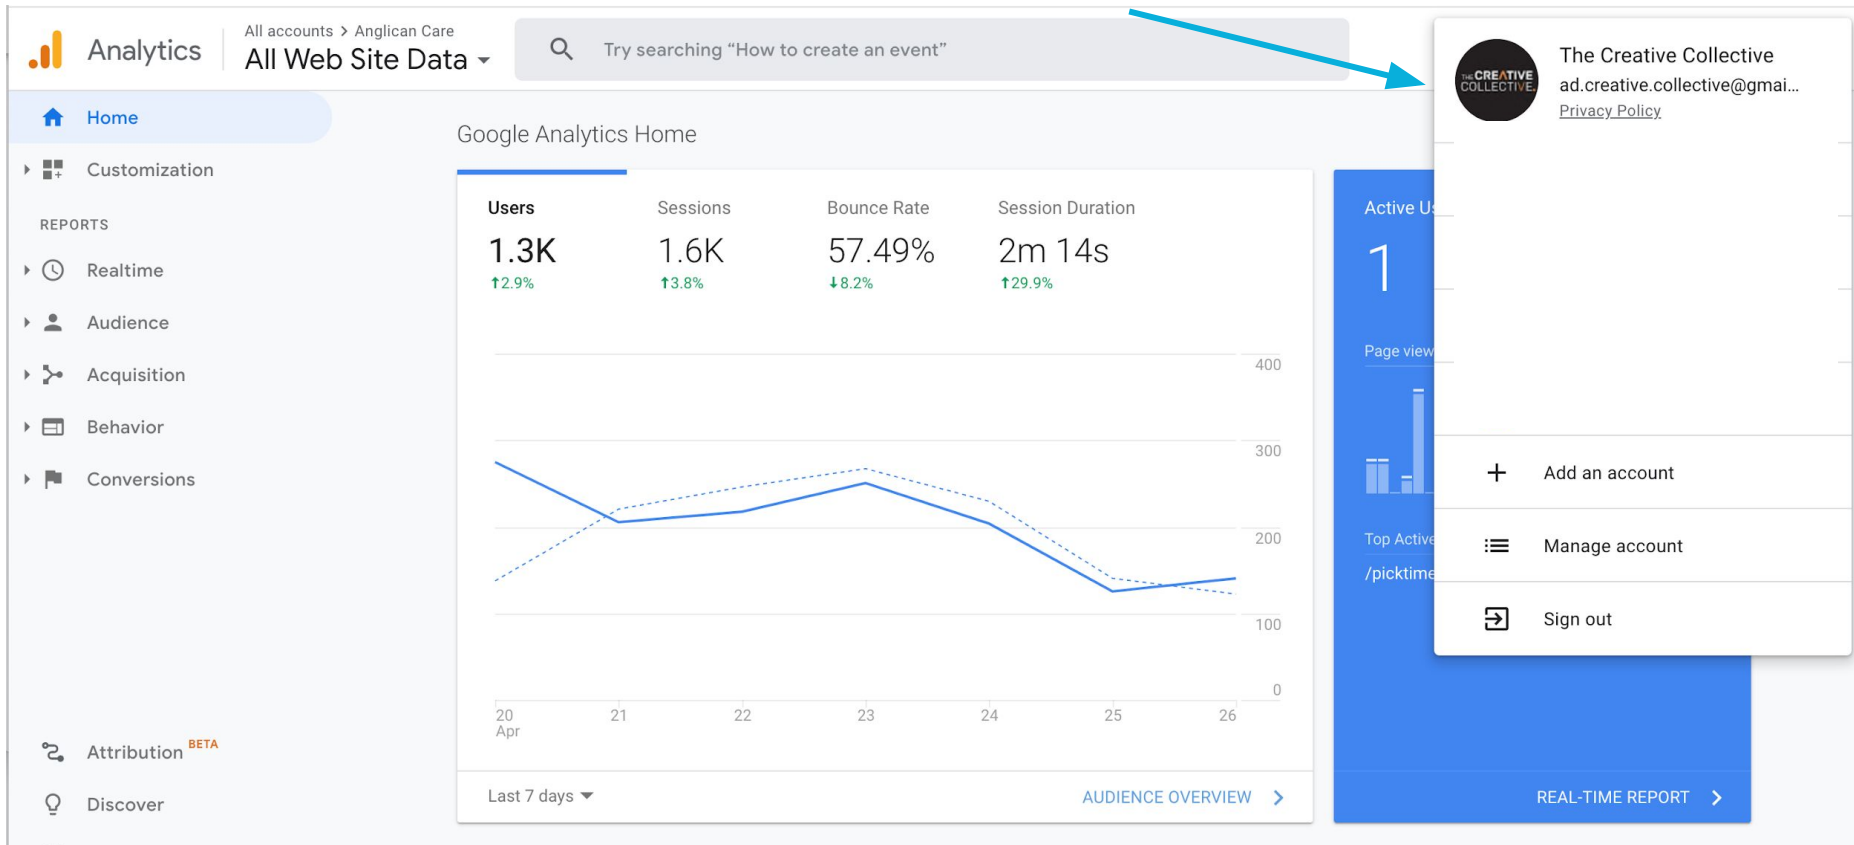 Analytics
All accounts > Anglican Care
All Web Site Data
Try searching “How to create an event”
THE CREATIVE
COLLECTIVE.
The Creative Collective
ad.creative.collective@gmai...
Privacy Policy
Home
Customization
REPORTS
Realtime
Audience
Acquisition
Behavior
Conversions
Attribution BETA
Discover
Google Analytics Home
Users
1.3K
2.9%
Sessions
1.6K
3.8%
Bounce Rate
57.49%
8.2%
Session Duration
2m 14s
29.9%
400
300
200
100
0
20 21 22 23 24 25 26
Apr
Last 7 days
AUDIENCE OVERVIEW
Active
1
Page view
Top Active
/picktime
REAL-TIME REPORT
Add an account
Manage account
Sign out